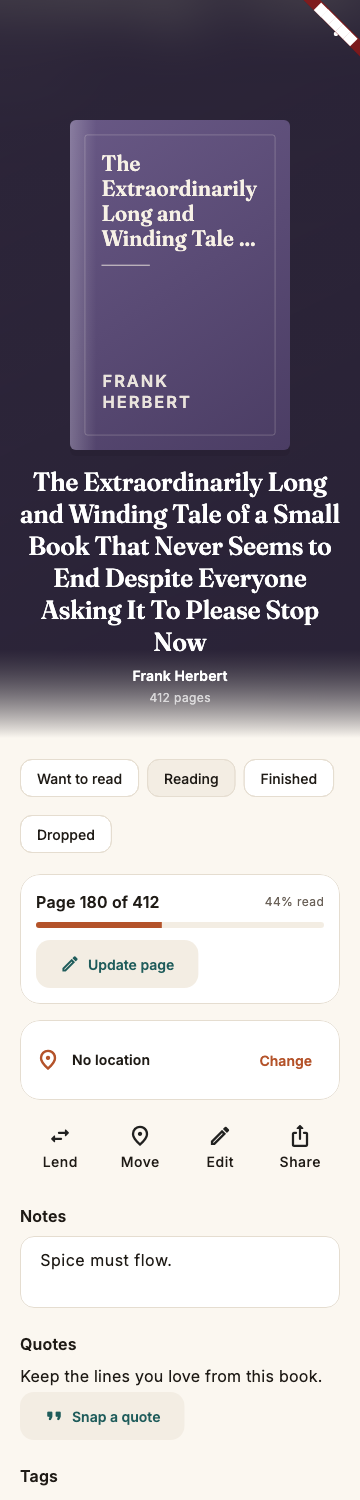 The
Extraordinarily
Long and
Winding Tale ...
FRANK
HERBERT
The Extraordinarily Long
and Winding Tale of a Small
Book That Never Seems to
End Despite Everyone
Asking It To Please Stop
Now
Frank Herbert
412 pages
Want to read
Reading
Finished
Dropped
Page 180 of 412
44% read
Update page
No location
Change
Lend
Move
Edit
Share
Notes
Spice must flow.
Quotes
Keep the lines you love from this book.
Snap a quote
Tags